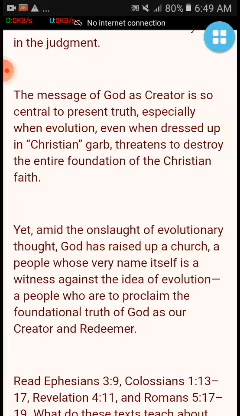 D:0KB/s U:0KB/s No internet connection 80% 6:49 AM
in the judgment.
The message of God as Creator is so
central to present truth, especially
when evolution, even when dressed up
in “Christian” garb, threatens to destroy
the entire foundation of the Christian
faith.
Yet, amid the onslaught of evolutionary
thought, God has raised up a church, a
people whose very name itself is a
witness against the idea of evolution—
a people who are to proclaim the
foundational truth of God as our
Creator and Redeemer.
Read Ephesians 3:9, Colossians 1:13–
17, Revelation 4:11, and Romans 5:17–
19. What do these texts teach about